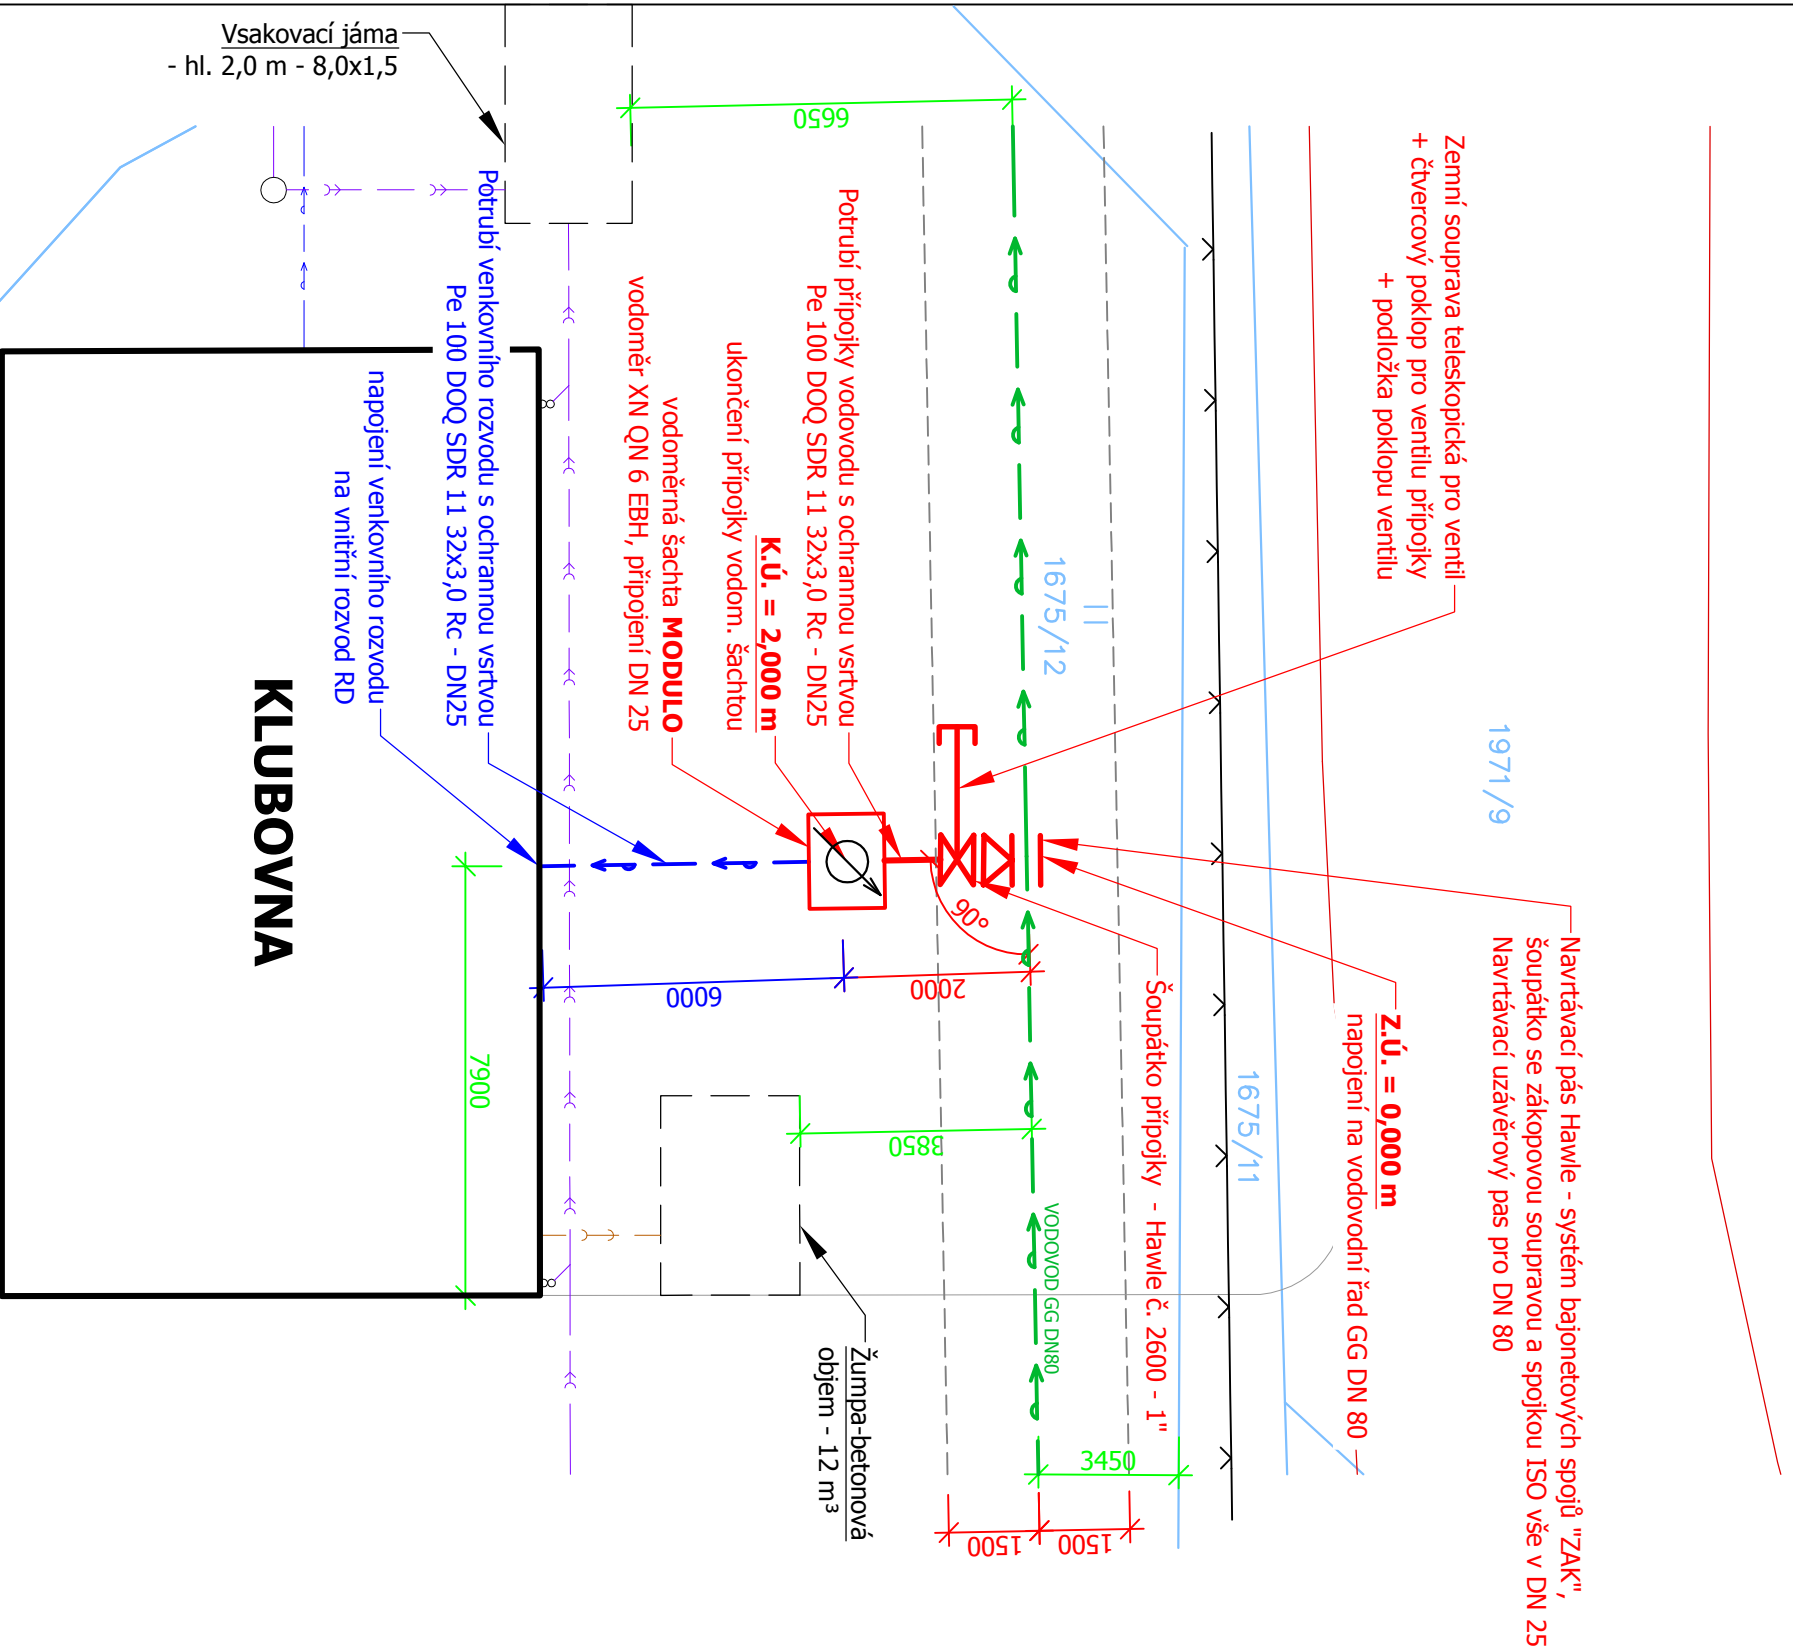 Vsakovací jáma
- hl. 2,0 m - 8,0x1,5
6650
Zemní souprava teleskopická pro ventil
+ čtvercový poklop pro ventilu přípojky
+ podložka poklopu ventilu
Potrubí přípojky vodovodu s ochrannou vsrtvou
Pe 100 DOQ SDR 11 32x3,0 Rc - DN25
K.Ú. = 2,000 m
ukončení přípojky vodom. šachtou
vodoměrná šachta MODULO
vodoměr XN QN 6 EBH, připojení DN 25
Potrubí venkovního rozvodu s ochrannou vsrtvou
Pe 100 DOQ SDR 11 32x3,0 Rc - DN25
napojení venkovního rozvodu
na vnitřní rozvod RD
KLUBOVNA
1675/12
1971/9
1675/11
90°
Navrtávací pás Hawle - systém bajonetových spojů "ZAK",
šoupátko se zákopovou soupravou a spojkou ISO vše v DN 25
Navrtávací uzávěrový pas pro DN 80
Z.Ú. = 0,000 m
napojení na vodovodní řad GG DN 80
Šoupátko přípojky - Hawle č. 2600 - 1"
6000
2000
7900
3850
VODOVOD GG DN80
Žumpa-betonová
objem - 12 m³
3450
1500
1500